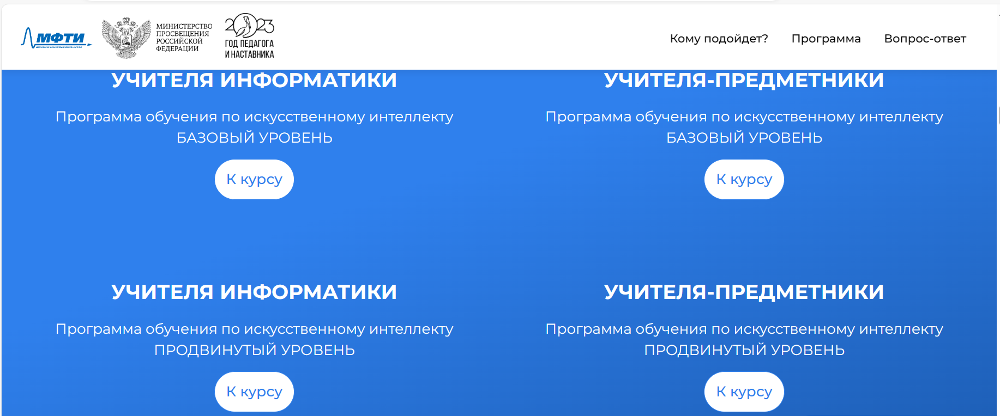 МФТИ
МИНИСТЕРСТВО
ПРОСВЕЩЕНИЯ
РОССИЙСКОЙ
ФЕДЕРАЦИИ
2023
ГОД ПЕДАГОГА
И НАСТАВНИКА
Кому подойдет? Программа Вопрос-ответ
УЧИТЕЛЯ ИНФОРМАТИКИ
Программа обучения по искусственному интеллекту
БАЗОВЫЙ УРОВЕНЬ
К курсу
УЧИТЕЛЯ-ПРЕДМЕТНИКИ
Программа обучения по искусственному интеллекту
БАЗОВЫЙ УРОВЕНЬ
К курсу
УЧИТЕЛЯ ИНФОРМАТИКИ
Программа обучения по искусственному интеллекту
ПРОДВИНУТЫЙ УРОВЕНЬ
К курсу
УЧИТЕЛЯ-ПРЕДМЕТНИКИ
Программа обучения по искусственному интеллекту
ПРОДВИНУТЫЙ УРОВЕНЬ
К курсу